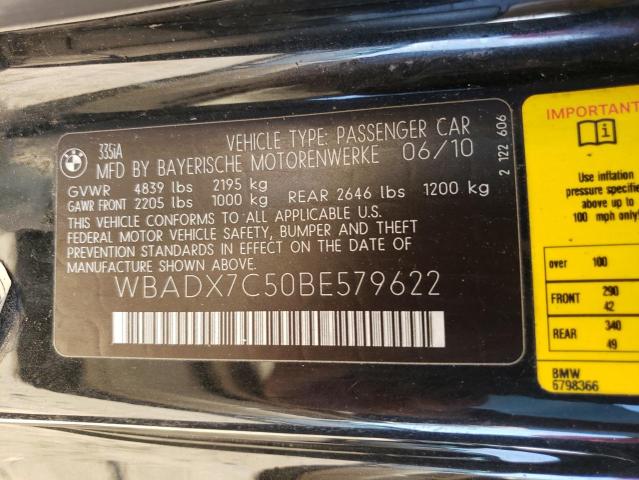 BMW
335iA
VEHICLE TYPE: PASSENGER CAR
MFD BY BAYERISCHE MOTORENWERKE 06/10
GVWR 4839 lbs 2195 kg
GAWR FRONT 2205 lbs 1000 kg REAR 2646 lbs 1200 kg
THIS VEHICLE CONFORMS TO ALL APPLICABLE U.S.
FEDERAL MOTOR VEHICLE SAFETY, BUMPER AND THEFT
PREVENTION STANDARDS IN EFFECT ON THE DATE OF
MANUFACTURE SHOWN ABOVE.
WBADX7C50BE579622
2 122 606
IMPORTANT
Use inflation
pressure specifie
above up to
100 mph only!
over 100
FRONT 290
42
REAR 340
49
BMW
6798366